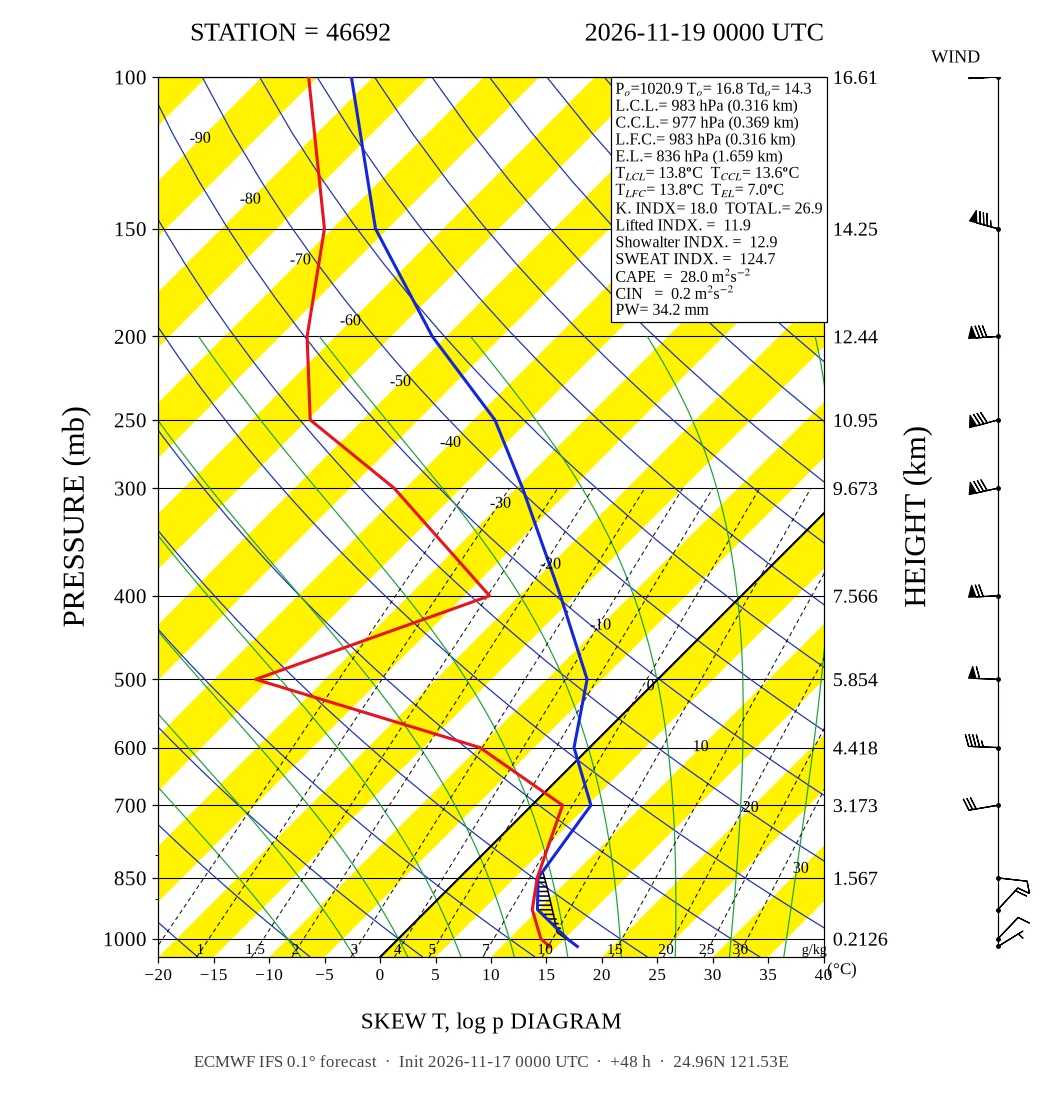 STATION = 46692
2026-11-19 0000 UTC
WIND
100
16.61
P₀=1020.9 T₀= 16.8 Td₀= 14.3
L.C.L.= 983 hPa (0.316 km)
C.C.L.= 977 hPa (0.369 km)
L.F.C.= 983 hPa (0.316 km)
E.L.= 836 hPa (1.659 km)
T_LCL= 13.8°C T_CCL= 13.6°C
T_LFC= 13.8°C T_EL= 7.0°C
K. INDX= 18.0 TOTAL.= 26.9
Lifted INDX. = 11.9
Showalter INDX. = 12.9
SWEAT INDX. = 124.7
CAPE = 28.0 m²s⁻²
CIN = 0.2 m²s⁻²
PW= 34.2 mm
-90
-80
150
14.25
-70
-60
200
12.44
-50
250
10.95
-40
300
9.673
-30
PRESSURE (mb)
HEIGHT (km)
-20
400
7.566
-10
500
5.854
0
10
600
4.418
20
700
3.173
30
850
1.567
1000
0.2126
1 1.5 2 3 4 5 7 10 15 20 25 30 g/kg
−20 −15 −10 −5 0 5 10 15 20 25 30 35 40 (°C)
SKEW T, log p DIAGRAM
ECMWF IFS 0.1° forecast · Init 2026-11-17 0000 UTC · +48 h · 24.96N 121.53E